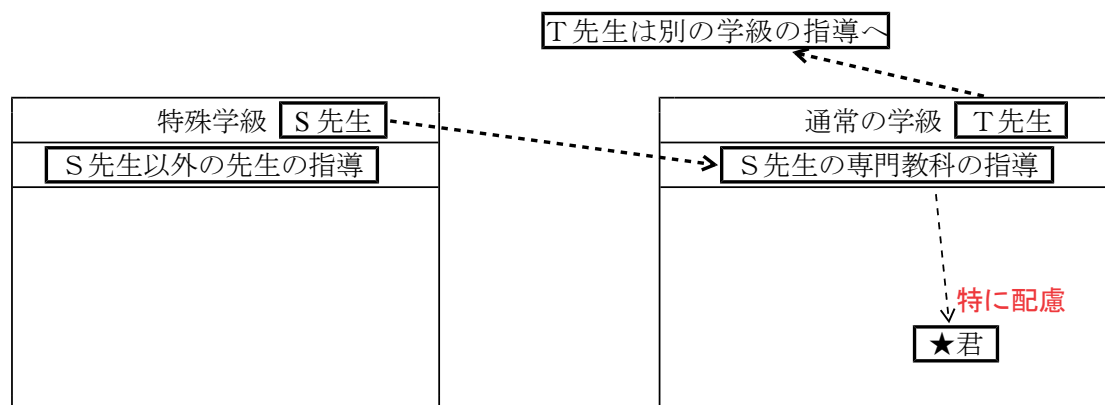 T先生は別の学級の指導へ
特殊学級 S先生
S先生以外の先生の指導
通常の学級 T先生
S先生の専門教科の指導
特に配慮
★君